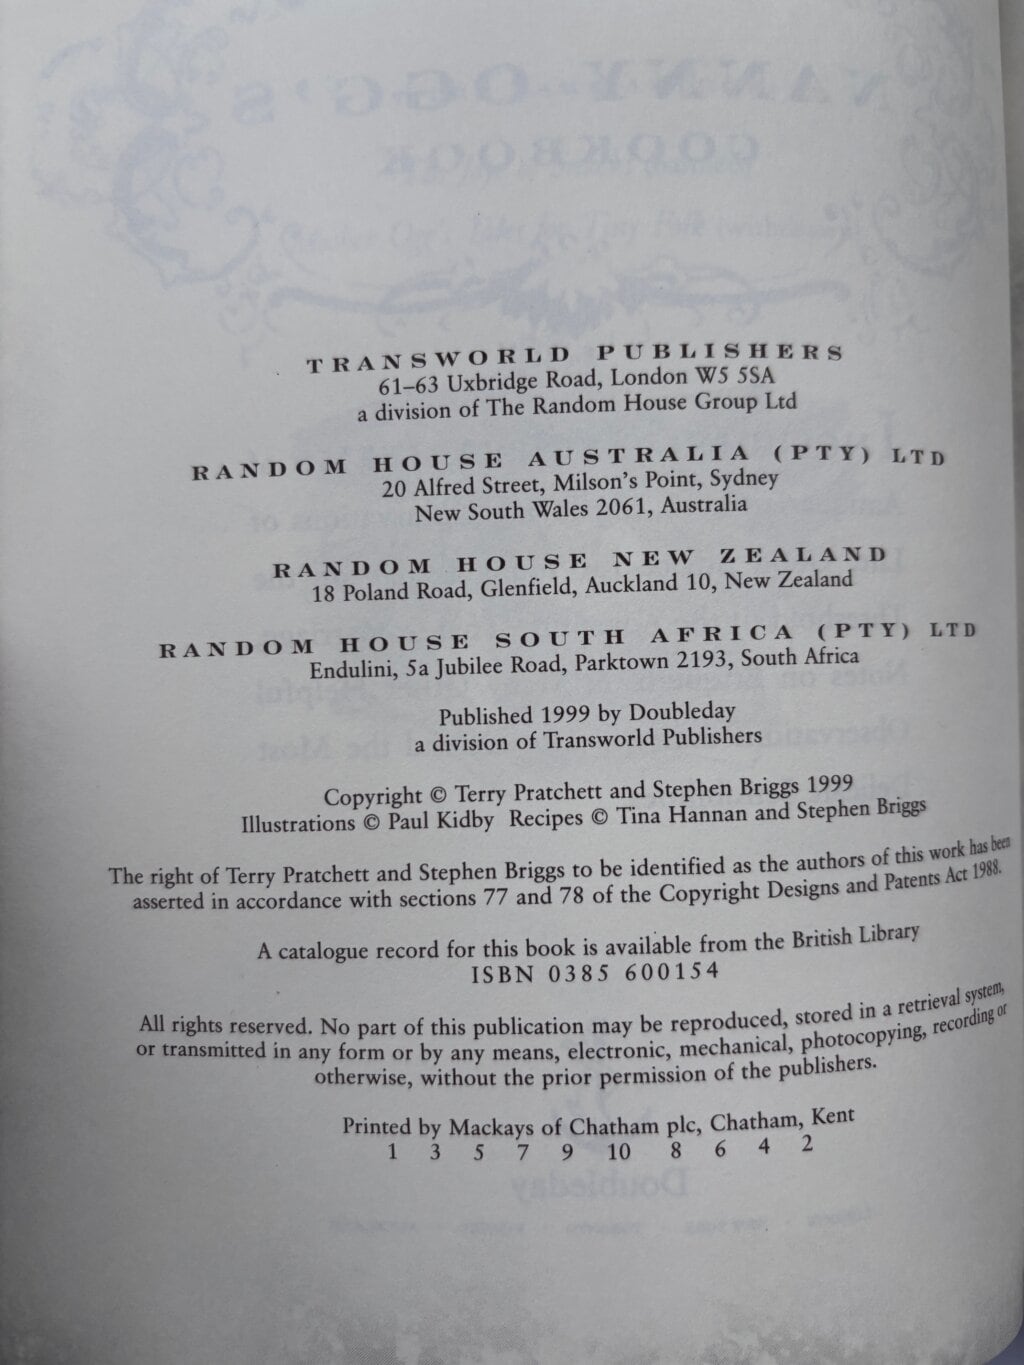 TRANSWORLD PUBLISHERS
61–63 Uxbridge Road, London W5 5SA
a division of The Random House Group Ltd
RANDOM HOUSE AUSTRALIA (PTY) LTD
20 Alfred Street, Milson's Point, Sydney
New South Wales 2061, Australia
RANDOM HOUSE NEW ZEALAND
18 Poland Road, Glenfield, Auckland 10, New Zealand
RANDOM HOUSE SOUTH AFRICA (PTY) LTD
Endulini, 5a Jubilee Road, Parktown 2193, South Africa
Published 1999 by Doubleday
a division of Transworld Publishers
Copyright © Terry Pratchett and Stephen Briggs 1999
Illustrations © Paul Kidby Recipes © Tina Hannan and Stephen Briggs
The right of Terry Pratchett and Stephen Briggs to be identified as the authors of this work has been
asserted in accordance with sections 77 and 78 of the Copyright Designs and Patents Act 1988.
A catalogue record for this book is available from the British Library
ISBN 0385 600154
All rights reserved. No part of this publication may be reproduced, stored in a retrieval system,
or transmitted in any form or by any means, electronic, mechanical, photocopying, recording or
otherwise, without the prior permission of the publishers.
Printed by Mackays of Chatham plc, Chatham, Kent
1 3 5 7 9 10 8 6 4 2